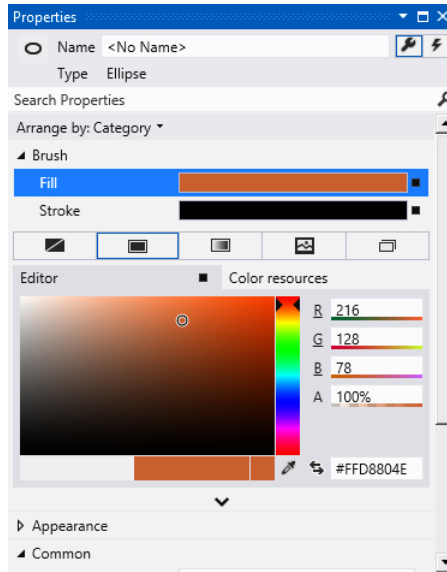 Properties
Name <No Name>
Type Ellipse
Search Properties
Arrange by: Category
Brush
Fill
Stroke
Editor
Color resources
R 216
G 128
B 78
A 100%
#FFD8804E
Appearance
Common